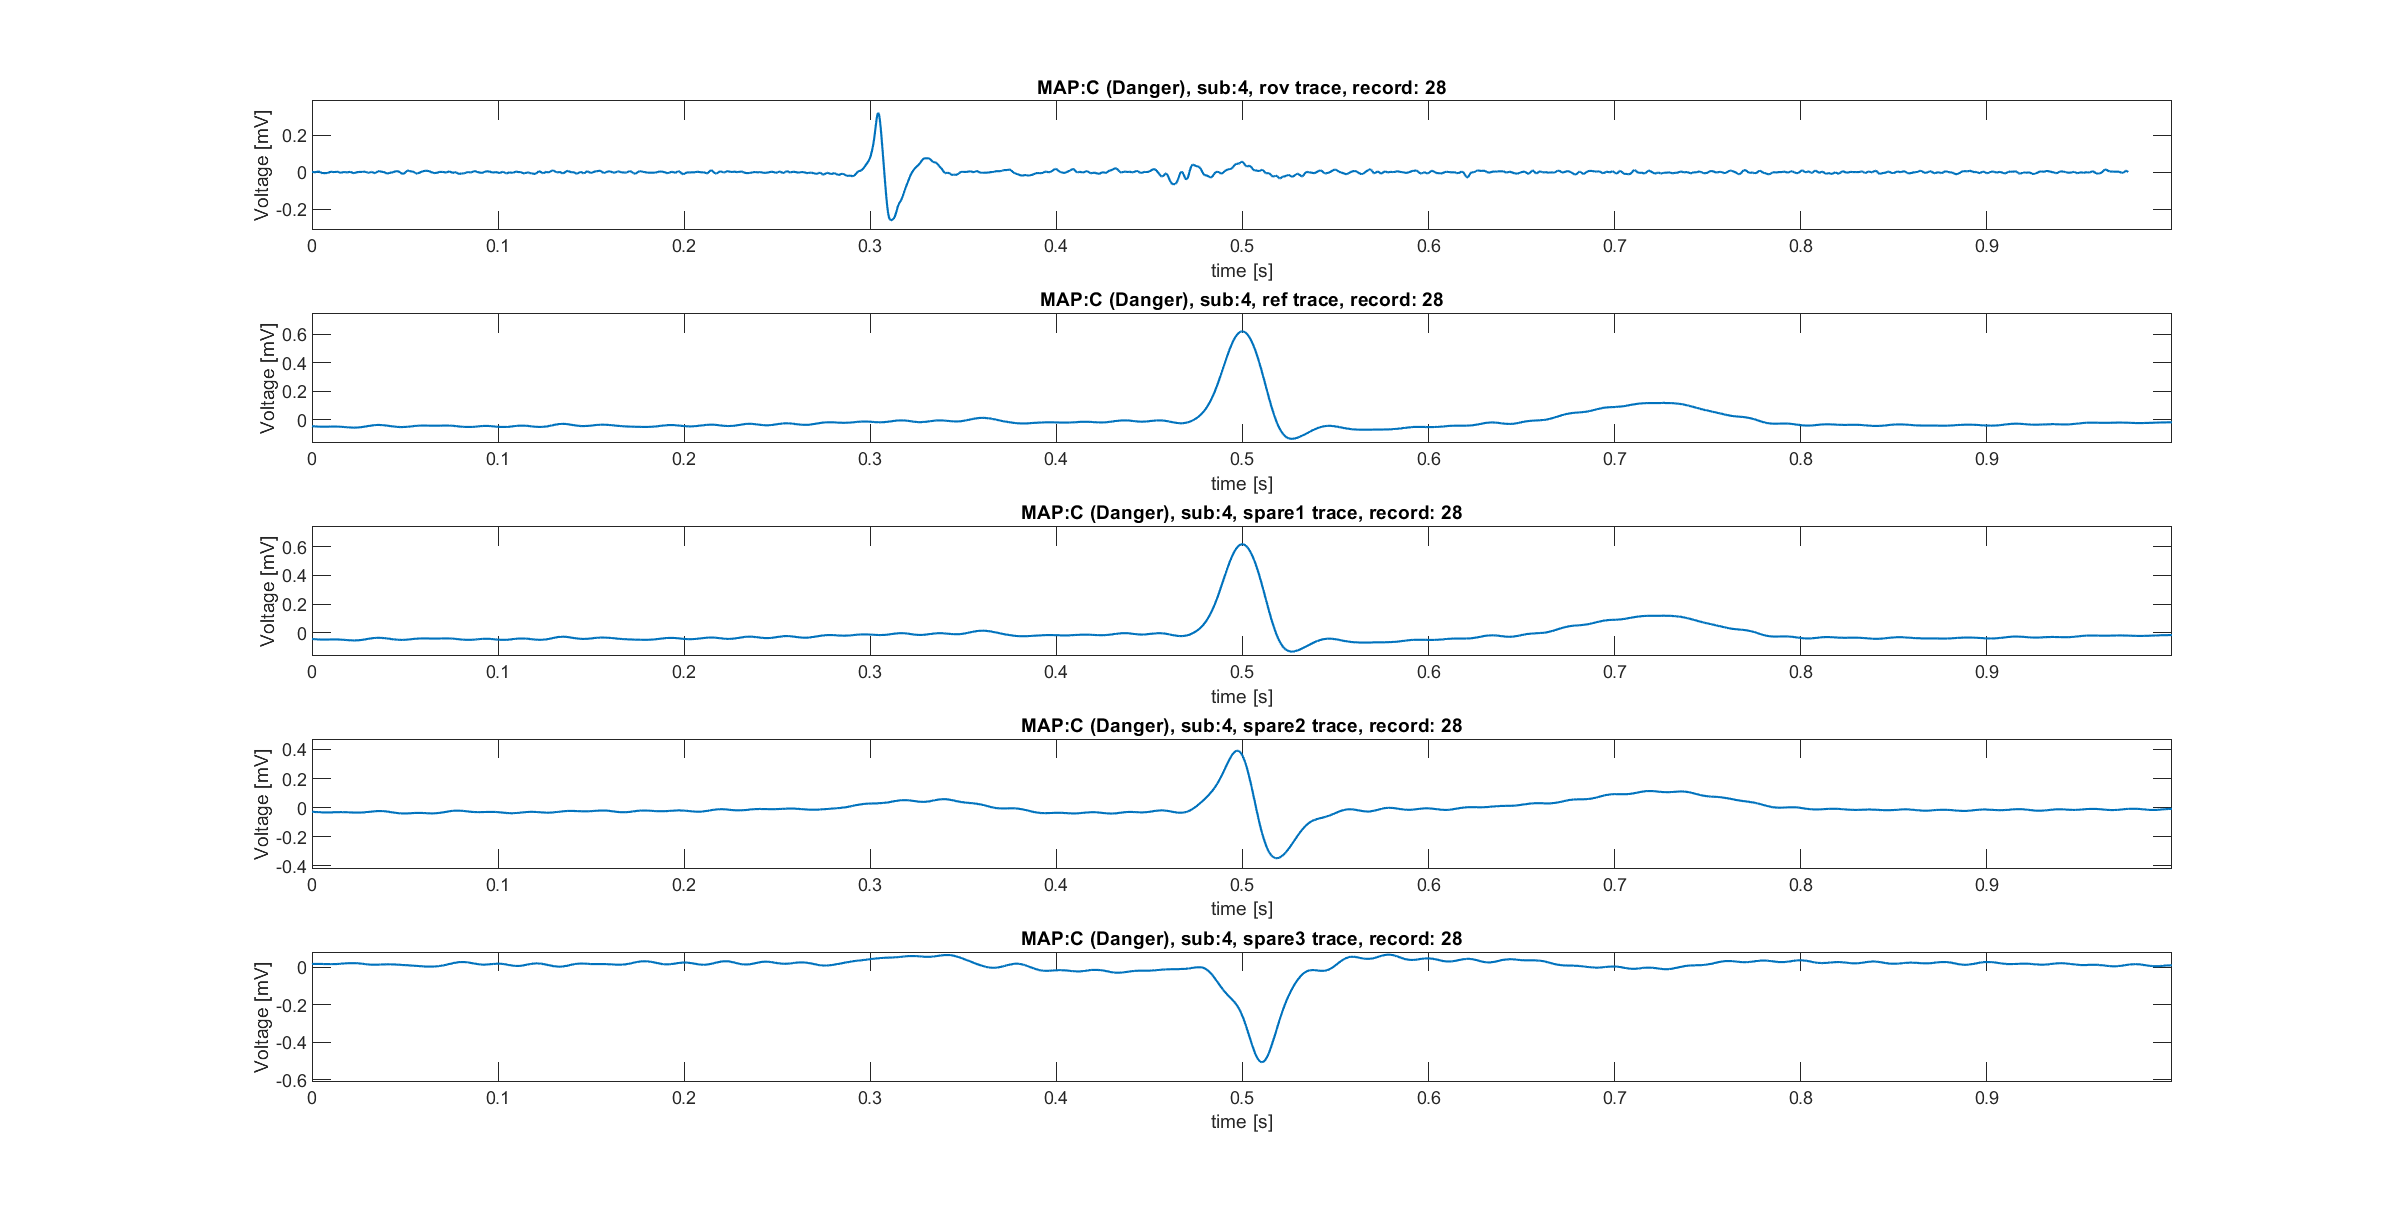 MAP:C (Danger), sub:4, rov trace, record: 28
Voltage [mV]
0.2
0
-0.2
0 0.1 0.2 0.3 0.4 0.5 0.6 0.7 0.8 0.9
time [s]
MAP:C (Danger), sub:4, ref trace, record: 28
Voltage [mV]
0.6
0.4
0.2
0
0 0.1 0.2 0.3 0.4 0.5 0.6 0.7 0.8 0.9
time [s]
MAP:C (Danger), sub:4, spare1 trace, record: 28
Voltage [mV]
0.6
0.4
0.2
0
0 0.1 0.2 0.3 0.4 0.5 0.6 0.7 0.8 0.9
time [s]
MAP:C (Danger), sub:4, spare2 trace, record: 28
Voltage [mV]
0.4
0.2
0
-0.2
-0.4
0 0.1 0.2 0.3 0.4 0.5 0.6 0.7 0.8 0.9
time [s]
MAP:C (Danger), sub:4, spare3 trace, record: 28
Voltage [mV]
0
-0.2
-0.4
-0.6
0 0.1 0.2 0.3 0.4 0.5 0.6 0.7 0.8 0.9
time [s]